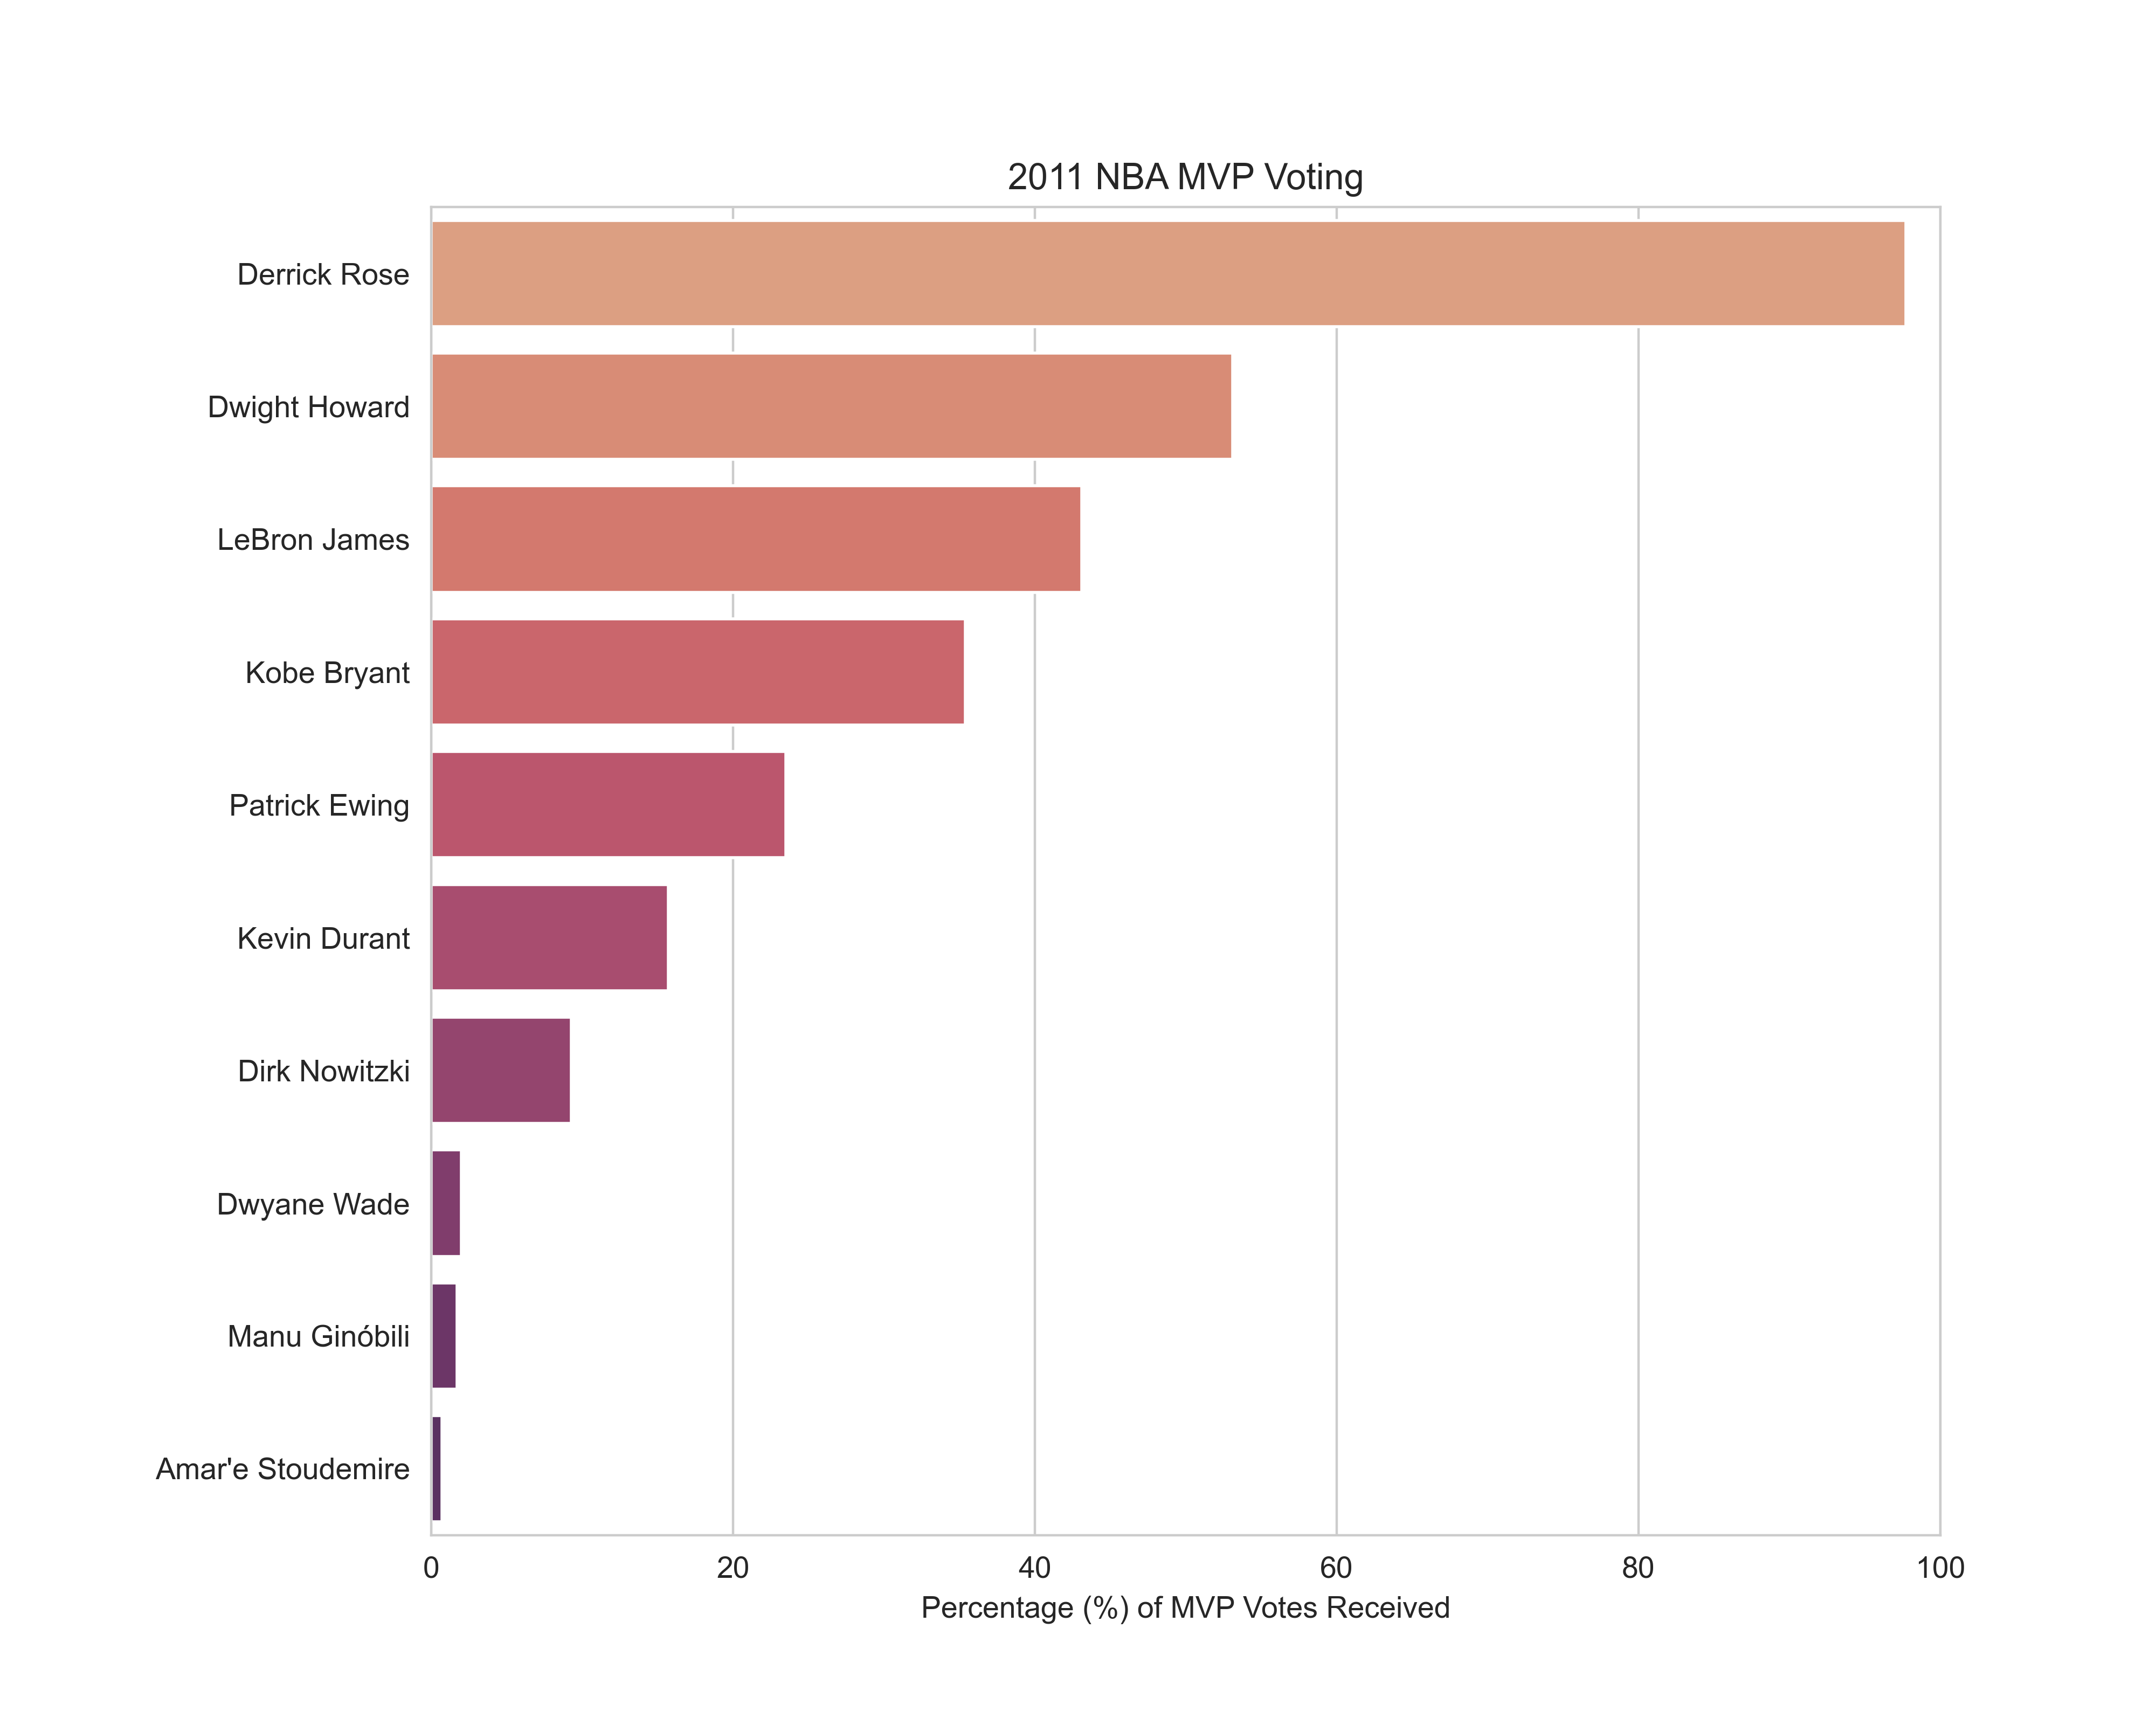 2011 NBA MVP Voting
Derrick Rose
Dwight Howard
LeBron James
Kobe Bryant
Patrick Ewing
Kevin Durant
Dirk Nowitzki
Dwyane Wade
Manu Ginóbili
Amar'e Stoudemire
0 20 40 60 80 100
Percentage (%) of MVP Votes Received